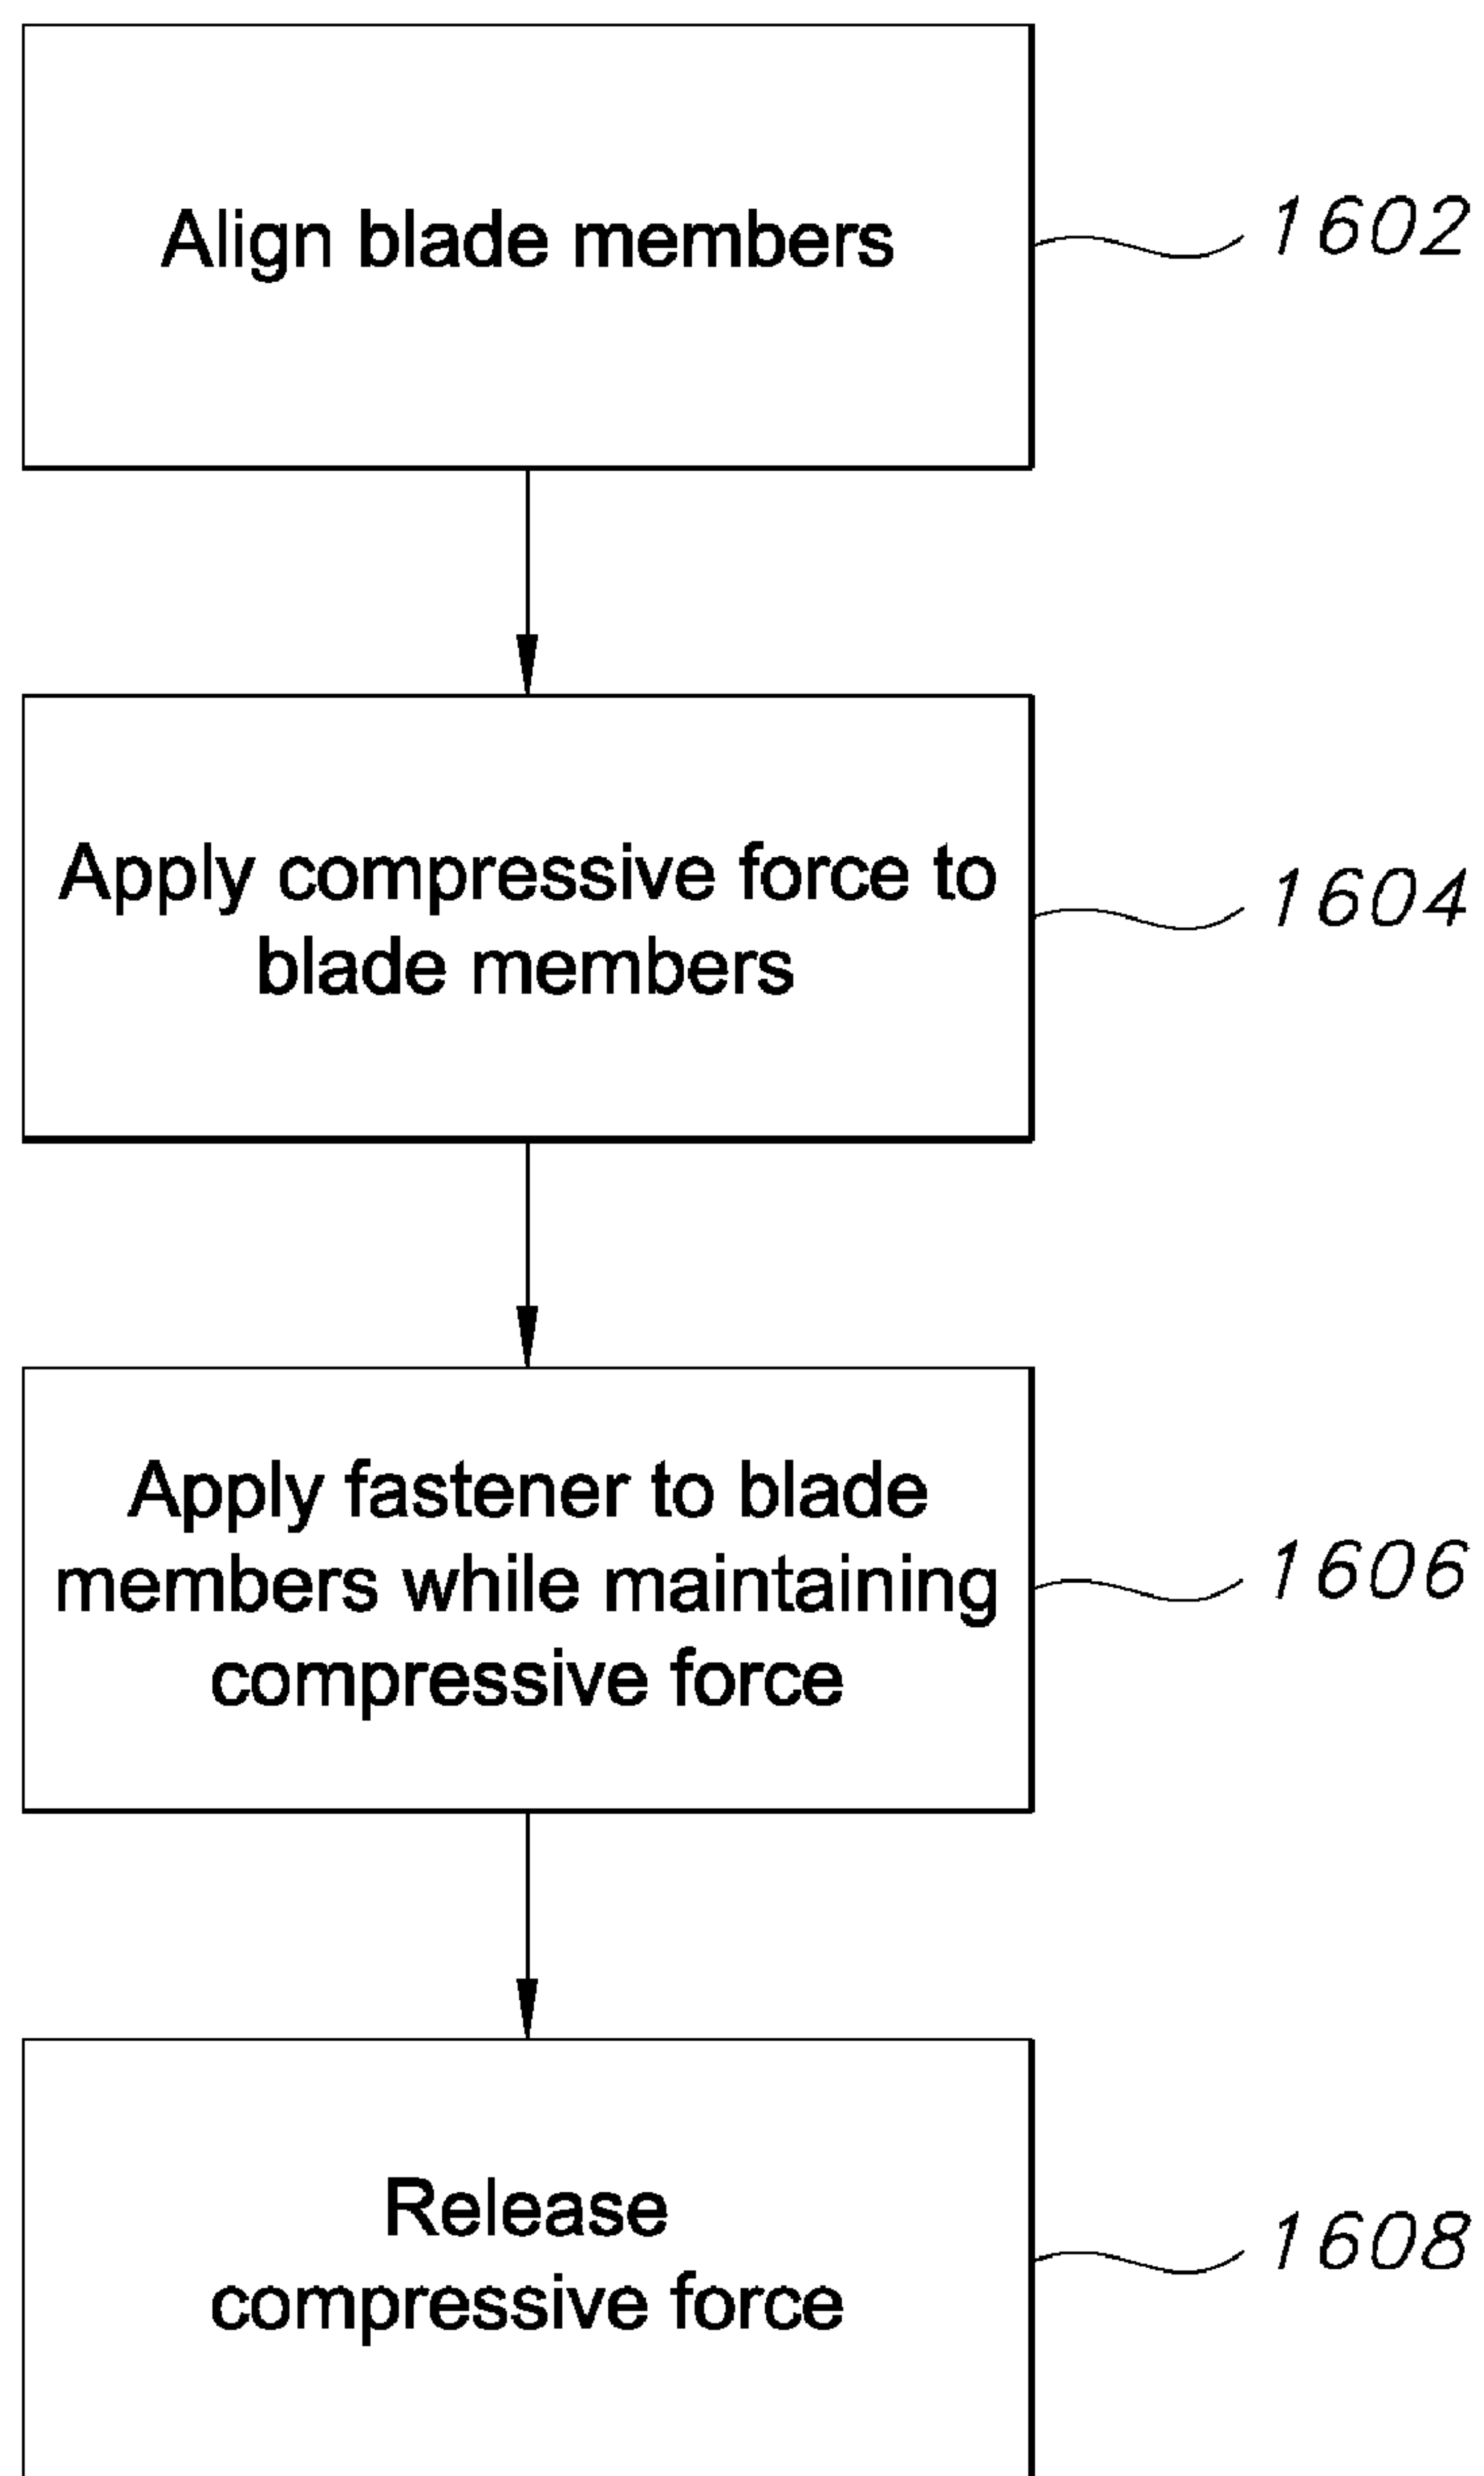 Align blade members
1602
Apply compressive force to
blade members
1604
Apply fastener to blade
members while maintaining
compressive force
1606
Release
compressive force
1608